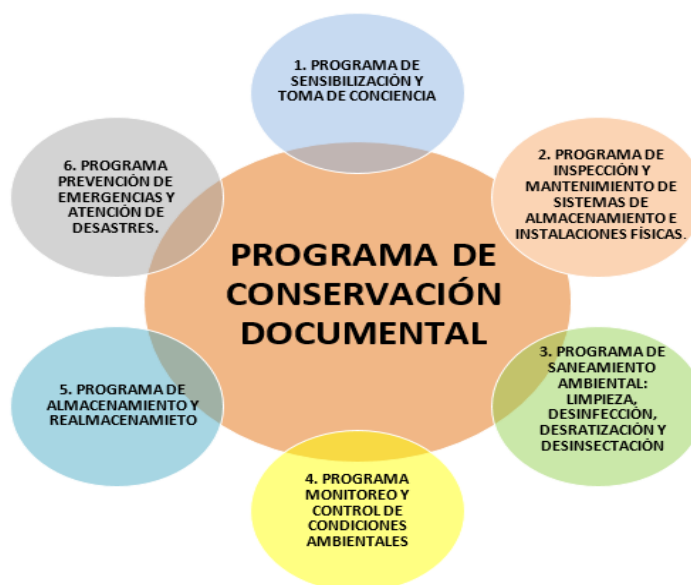 1. PROGRAMA DE
SENSIBILIZACIÓN Y
TOMA DE CONCIENCIA
2. PROGRAMA DE
INSPECCIÓN Y
MANTENIMIENTO DE
SISTEMAS DE
ALMACENAMIENTO E
INSTALACIONES FÍSICAS.
3. PROGRAMA DE
SANEAMIENTO
AMBIENTAL:
LIMPIEZA,
DESINFECCIÓN,
DESRATIZACIÓN Y
DESINSECTACIÓN
4. PROGRAMA
MONITOREO Y
CONTROL DE
CONDICIONES
AMBIENTALES
5. PROGRAMA DE
ALMACENAMIENTO Y
REALMACENAMIETO
6. PROGRAMA
PREVENCIÓN DE
EMERGENCIAS Y
ATENCIÓN DE
DESASTRES.
PROGRAMA DE
CONSERVACIÓN
DOCUMENTAL